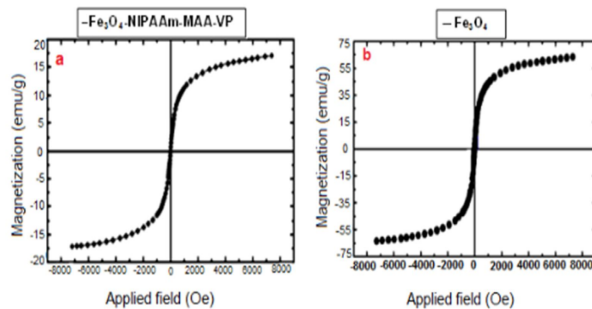 –Fe₃O₄-NIPAAm-MAA-VP
— Fe₃O₄
a
20
15
10
5
0
-5
-10
-15
-20
Magnetization (emu/g)
-8000 -6000 -4000 -2000 0 2000 4000 6000 8000
Applied field (Oe)
b
75
55
35
15
0
-15
-35
-55
-75
Magnetization (emu/g)
-8000 -6000 -4000 -2000 0 2000 4000 6000 8000
Applied field (Oe)